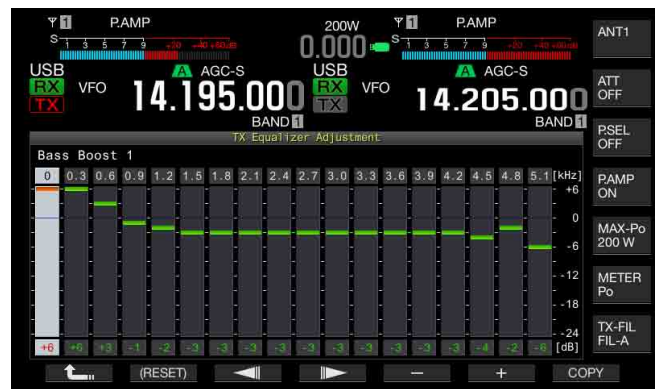 1 P.AMP 200W 1 P.AMP ANT1
S 1 3 5 7 9 +20 +40 +60dB 0.000 S 1 3 5 7 9 +20 +40 +60dB
USB A AGC-S USB A AGC-S
RX VFO 14.195.000 RX VFO 14.205.000 ATT OFF
TX TX
BAND 1 BAND 1
TX Equalizer Adjustment P.SEL OFF
Bass Boost 1
0 0.3 0.6 0.9 1.2 1.5 1.8 2.1 2.4 2.7 3.0 3.3 3.6 3.9 4.2 4.5 4.8 5.1 [kHz]
+6 P.AMP ON
0 MAX-Po 200 W
-6
-12 METER Po
-18
-24 TX-FIL FIL-A
+6 +6 +3 -1 -2 -3 -3 -3 -3 -3 -3 -3 -3 -3 -3 -4 -2 -6 [dB]
(RESET) − + COPY